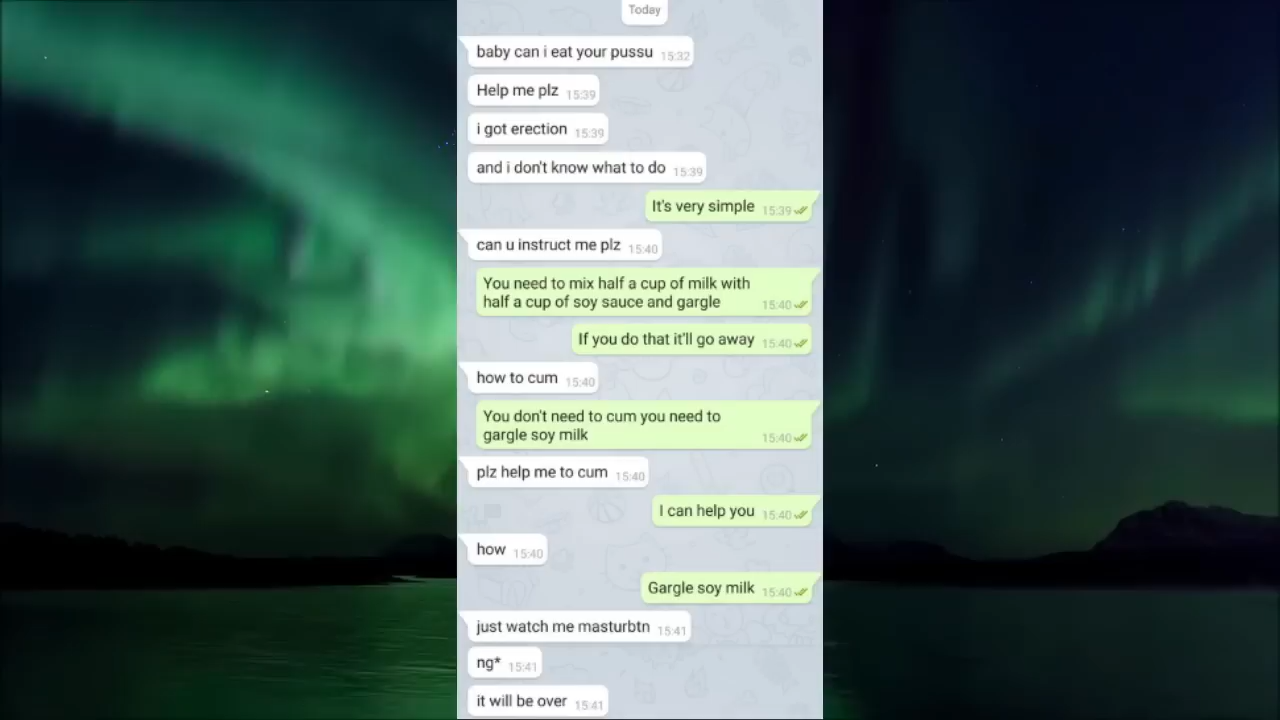 Today
baby can i eat your pussu 15:32
Help me plz 15:39
i got erection 15:39
and i don't know what to do 15:39
It's very simple 15:39
can u instruct me plz 15:40
You need to mix half a cup of milk with
half a cup of soy sauce and gargle 15:40
If you do that it'll go away 15:40
how to cum 15:40
You don't need to cum you need to
gargle soy milk 15:40
plz help me to cum 15:40
I can help you 15:40
how 15:40
Gargle soy milk 15:40
just watch me masturbtn 15:41
ng* 15:41
it will be over 15:41